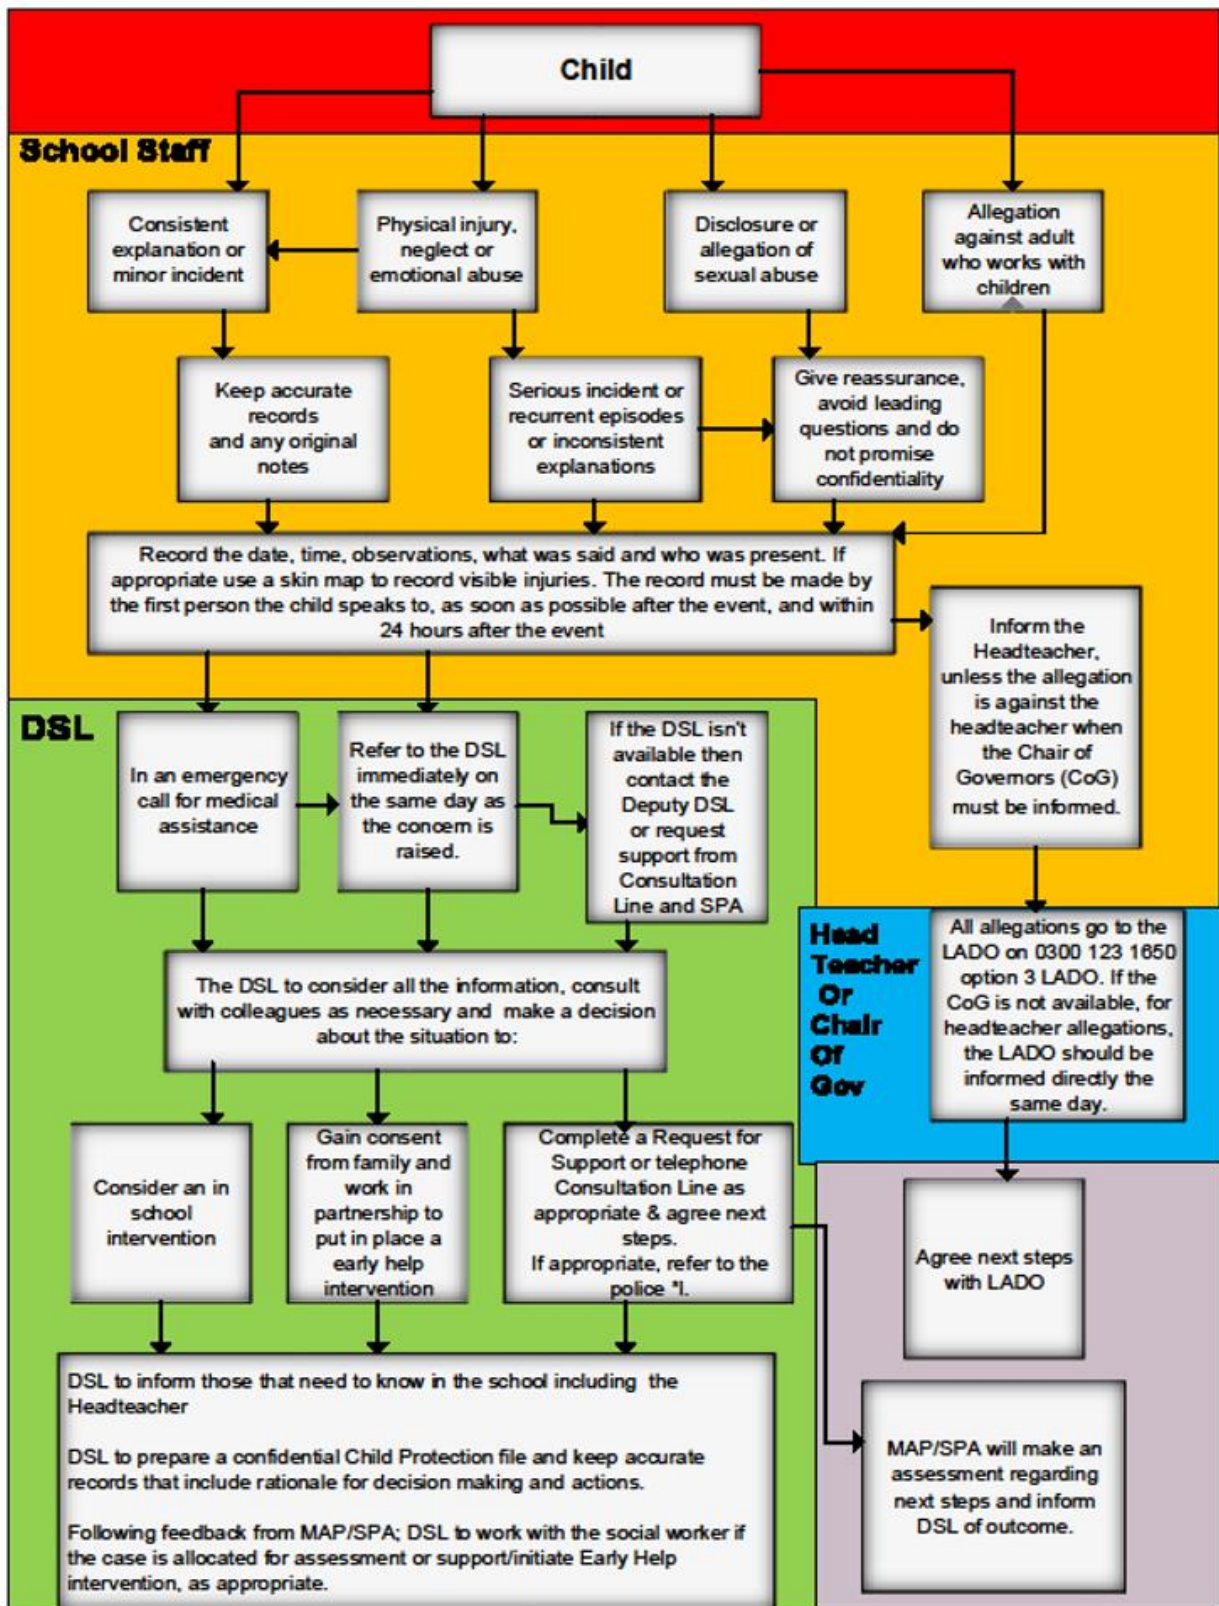 Child
School Staff
Consistent
explanation or
minor incident
Physical injury,
neglect or
emotional abuse
Disclosure or
allegation of
sexual abuse
Allegation
against adult
who works with
children
Keep accurate
records
and any original
notes
Serious incident or
recurrent episodes
or inconsistent
explanations
Give reassurance,
avoid leading
questions and do
not promise
confidentiality
Record the date, time, observations, what was said and who was present. If
appropriate use a skin map to record visible injuries. The record must be made by
the first person the child speaks to, as soon as possible after the event, and within
24 hours after the event
Inform the
Headteacher,
unless the allegation
is against the
headteacher when
the Chair of
Governors (CoG)
must be informed.
DSL
In an emergency
call for medical
assistance
Refer to the DSL
immediately on
the same day as
the concern is
raised.
If the DSL isn't
available then
contact the
Deputy DSL
or request
support from
Consultation
Line and SPA
Head
Teacher
Or
Chair
Of
Gov
All allegations go to the
LADO on 0300 123 1650
option 3 LADO. If the
CoG is not available, for
headteacher allegations,
the LADO should be
informed directly the
same day.
The DSL to consider all the information, consult
with colleagues as necessary and make a decision
about the situation to:
Consider an in
school
intervention
Gain consent
from family and
work in
partnership to
put in place a
early help
intervention
Complete a Request for
Support or telephone
Consultation Line as
appropriate & agree next
steps.
If appropriate, refer to the
police *l.
Agree next steps
with LADO
DSL to inform those that need to know in the school including the
Headteacher
DSL to prepare a confidential Child Protection file and keep accurate
records that include rationale for decision making and actions.
Following feedback from MAP/SPA; DSL to work with the social worker if
the case is allocated for assessment or support/initiate Early Help
intervention, as appropriate.
MAP/SPA will make an
assessment regarding
next steps and inform
DSL of outcome.